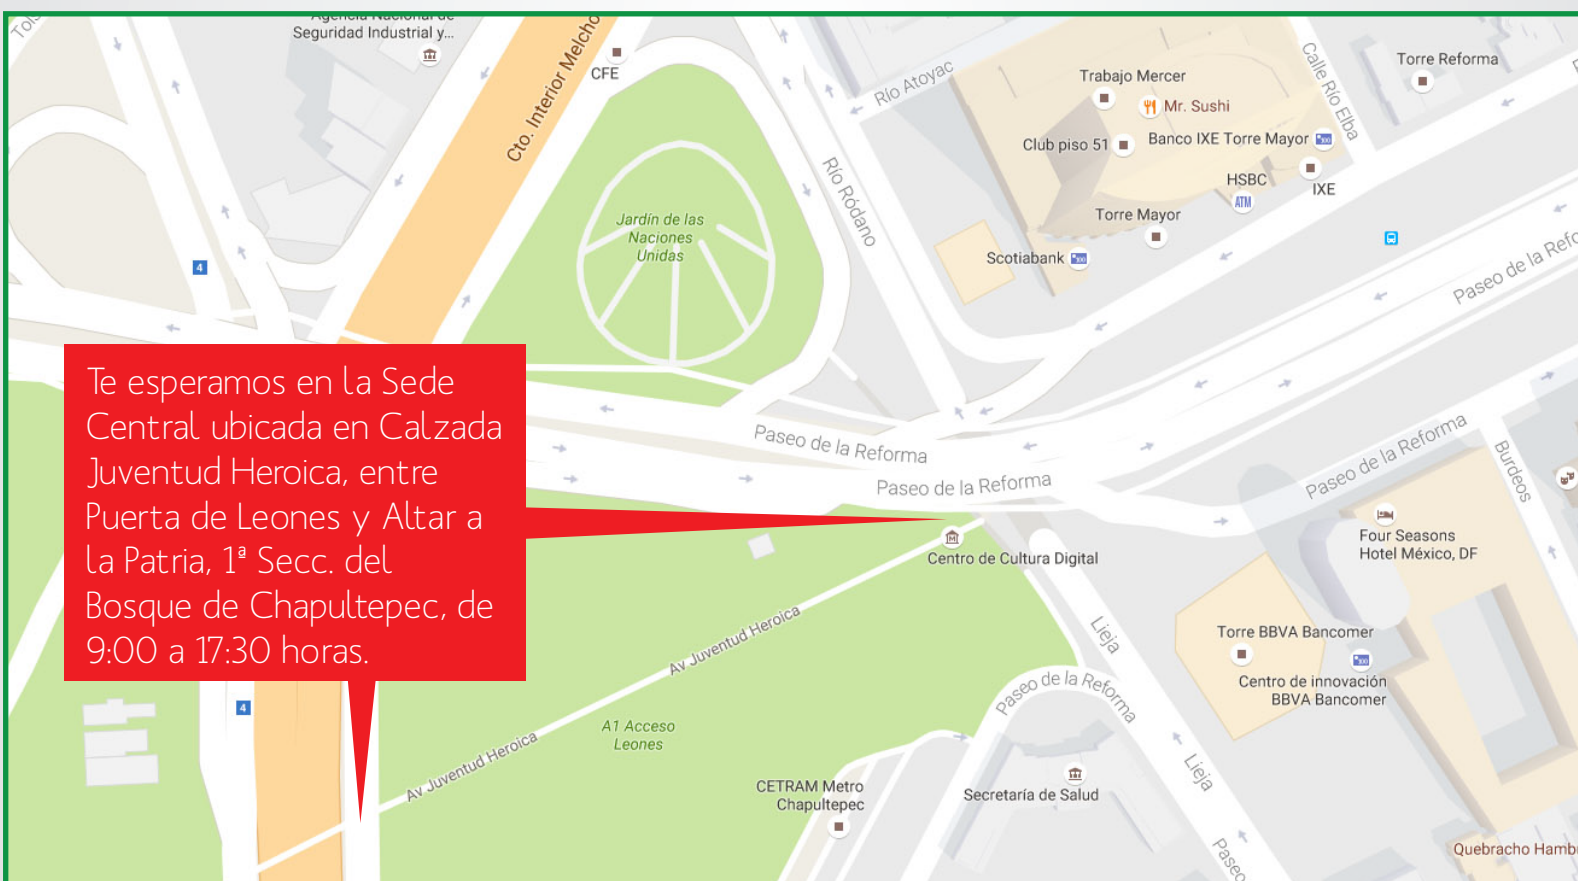 Agencia Nacional de
Seguridad Industrial y...
CFE
Cto. Interior Melcho
Río Atoyac
Calle Río Elba
Torre Reforma
Trabajo Mercer
Mr. Sushi
Club piso 51
Banco IXE Torre Mayor
HSBC
ATM
IXE
Torre Mayor
Scotiabank
Río Ródano
Jardín de las
Naciones
Unidas
4
Paseo de la Refo
Te esperamos en la Sede
Central ubicada en Calzada
Juventud Heroica, entre
Puerta de Leones y Altar a
la Patria, 1ª Secc. del
Bosque de Chapultepec, de
9:00 a 17:30 horas.
Paseo de la Reforma
Paseo de la Reforma
Paseo de la Reforma
Burdeos
Four Seasons
Hotel México, DF
Centro de Cultura Digital
Av Juventud Heroica
Lieja
Torre BBVA Bancomer
Centro de innovación
BBVA Bancomer
Paseo de la Reforma
4
A1 Acceso
Leones
Av Juventud Heroica
CETRAM Metro
Chapultepec
Secretaría de Salud
Lieja
Paseo
Quebracho Hamb